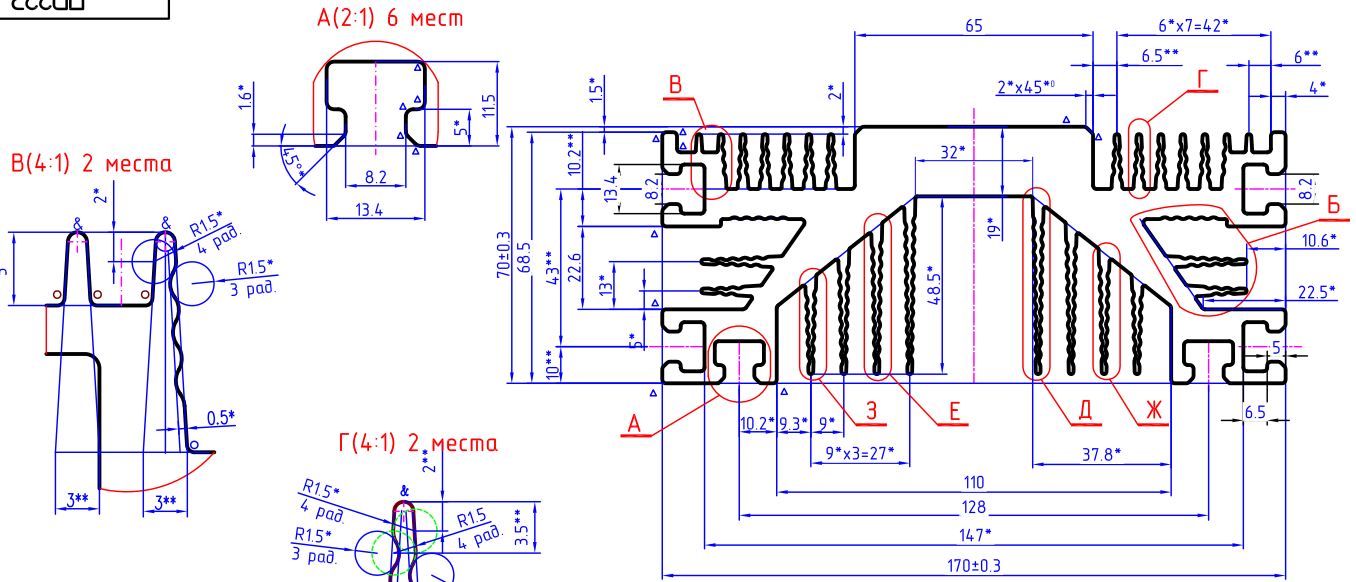 А(2:1) 6 мест
1.6*
45°*
8.2
13.4
5*
11.5
В(4:1) 2 места
2*
&
&
R1.5*
4 рад.
R1.5*
3 рад.
0.5*
3**
3**
Г(4:1) 2 места
2**
&
R1.5*
4 рад.
R1.5*
3 рад.
R1.5
4 рад.
3.5**
65
6*x7=42*
6.5**
6**
4*
2*x45*⁰
1.5*
2*
В
Г
10.2**
13.4
8.2
32*
19*
8.2
Б
10.6*
22.5*
70±0.3
68.5
43**
22.6
13*
5*
10**
48.5*
5
6.5
А
З
Е
Д
Ж
10.2*
9.3*
9*
9*x3=27*
37.8*
110
128
147*
170±0.3